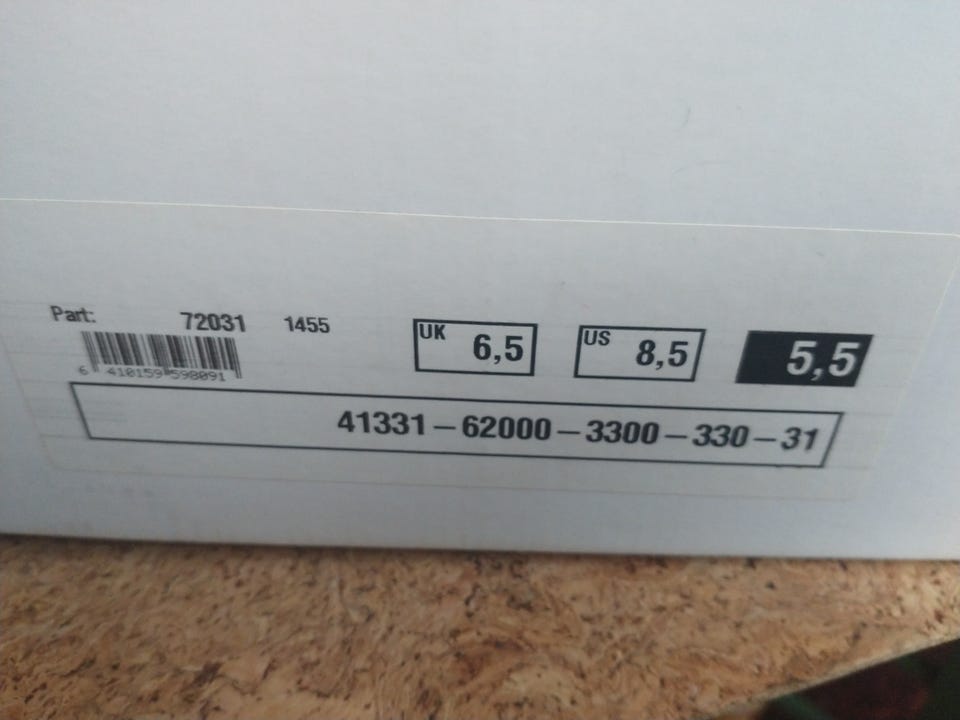 Part: 72031 1455
UK 6,5 US 8,5 5,5
6 410159 598091
41331-62000-3300-330-31